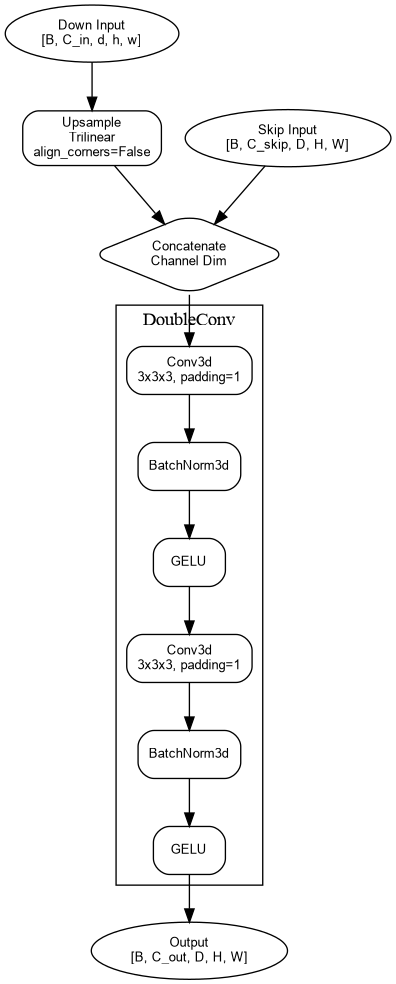 Down Input
[B, C_in, d, h, w]
Upsample
Trilinear
align_corners=False
Skip Input
[B, C_skip, D, H, W]
Concatenate
Channel Dim
DoubleConv
Conv3d
3x3x3, padding=1
BatchNorm3d
GELU
Conv3d
3x3x3, padding=1
BatchNorm3d
GELU
Output
[B, C_out, D, H, W]